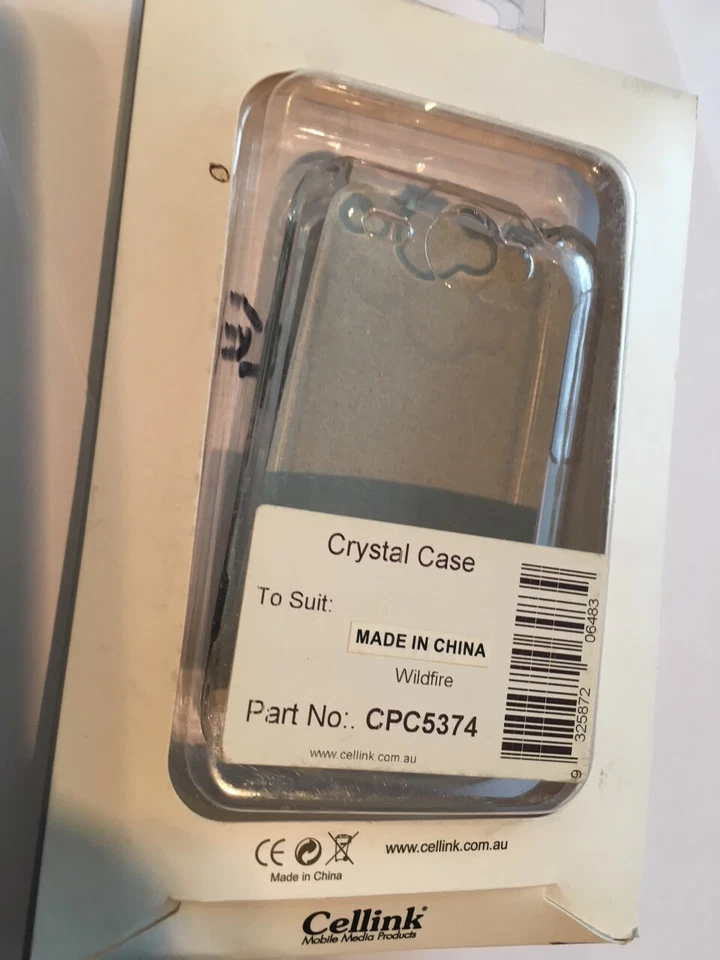 Crystal Case
To Suit:
MADE IN CHINA
Wildfire
Part No:. CPC5374
www.cellink.com.au
325872
06483
CE
www.cellink.com.au
Made in China
Cellink®
Mobile Media Products